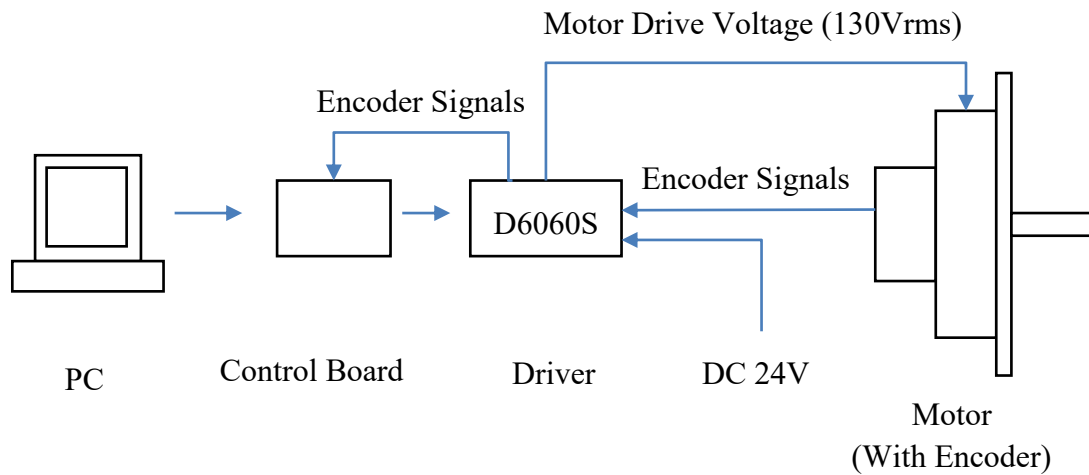 Motor Drive Voltage (130Vrms)
Encoder Signals
Encoder Signals
D6060S
PC
Control Board
Driver
DC 24V
Motor
(With Encoder)